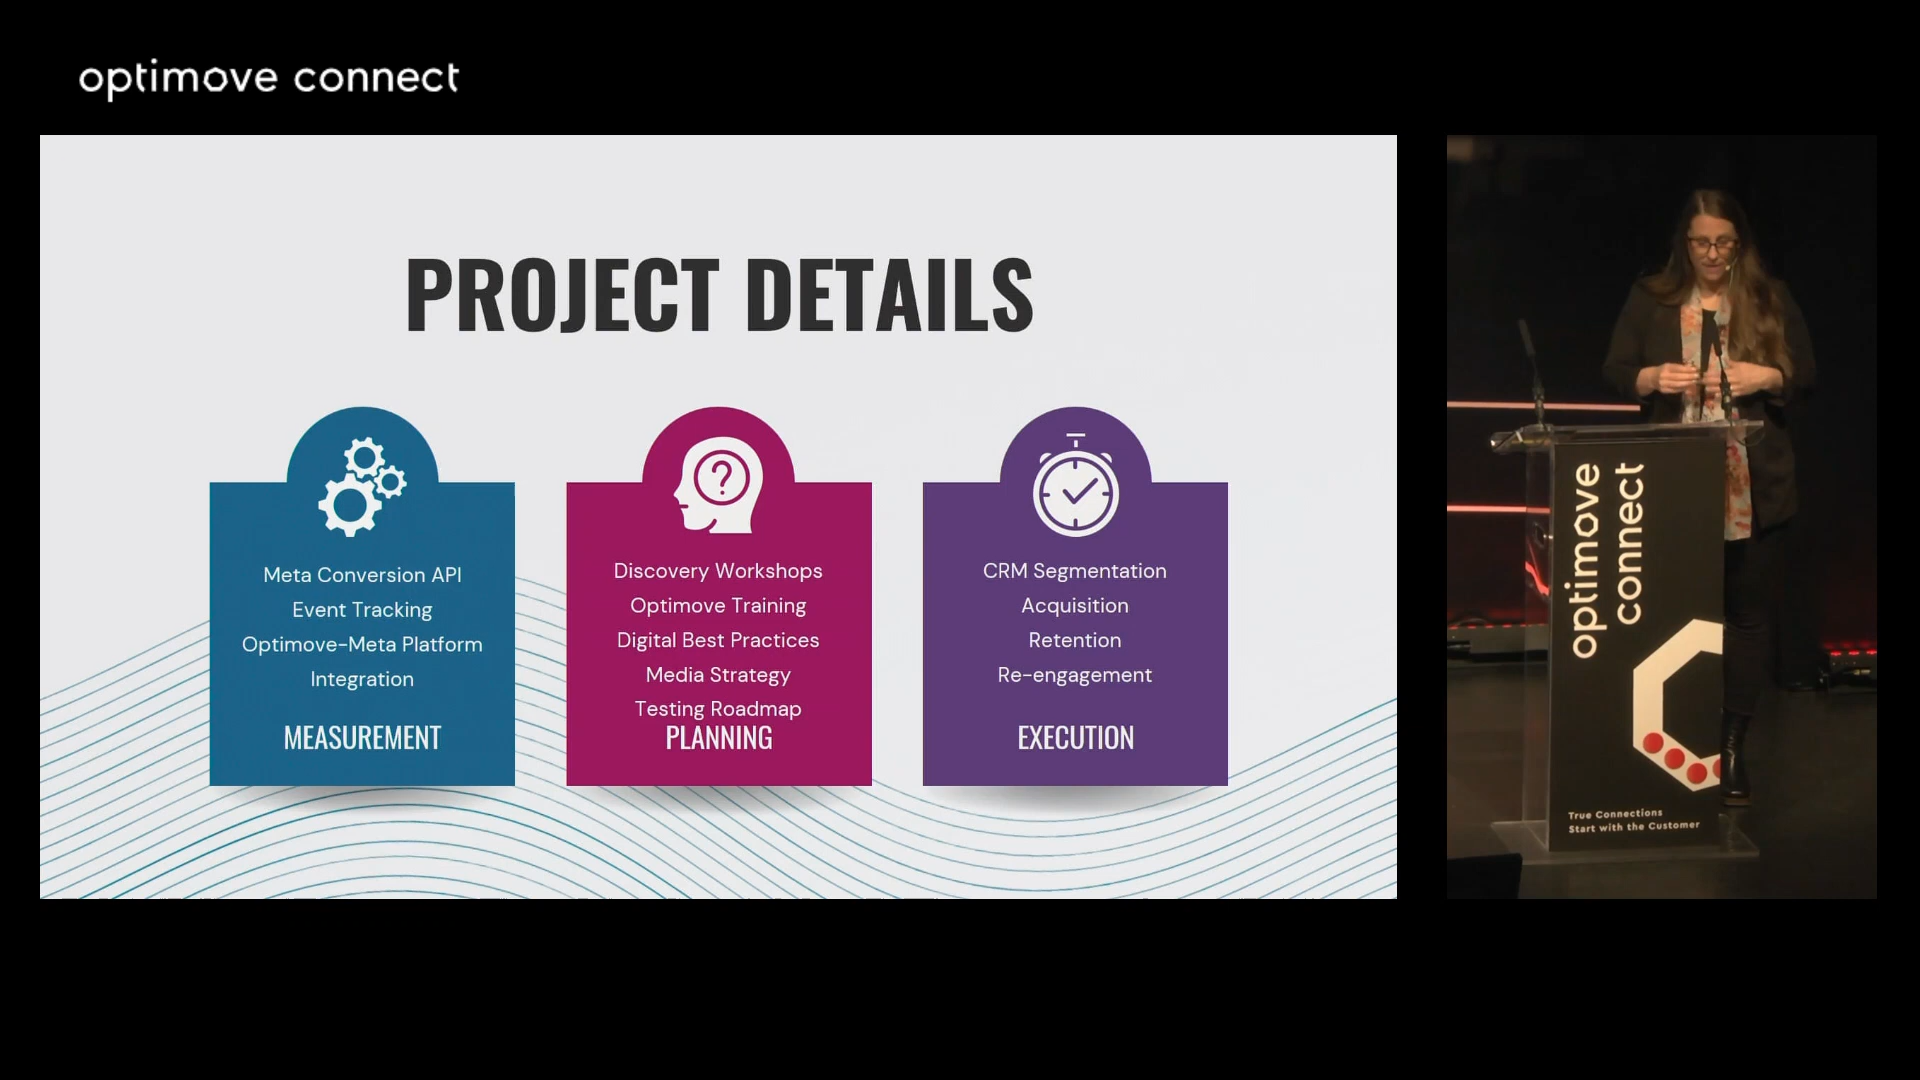 optimove connect
PROJECT DETAILS
Meta Conversion API
Event Tracking
Optimove-Meta Platform
Integration
MEASUREMENT
Discovery Workshops
Optimove Training
Digital Best Practices
Media Strategy
Testing Roadmap
PLANNING
CRM Segmentation
Acquisition
Retention
Re-engagement
EXECUTION
optimove
connect
True Connections
Start with the Customer